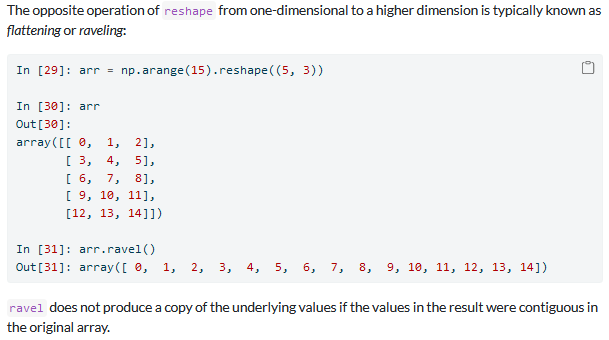 The opposite operation of reshape from one-dimensional to a higher dimension is typically known as
flattening or raveling:
In [29]: arr = np.arange(15).reshape((5, 3))
In [30]: arr
Out[30]:
array([[ 0,  1,  2],
       [ 3,  4,  5],
       [ 6,  7,  8],
       [ 9, 10, 11],
       [12, 13, 14]])
In [31]: arr.ravel()
Out[31]: array([ 0,  1,  2,  3,  4,  5,  6,  7,  8,  9, 10, 11, 12, 13, 14])
ravel does not produce a copy of the underlying values if the values in the result were contiguous in
the original array.